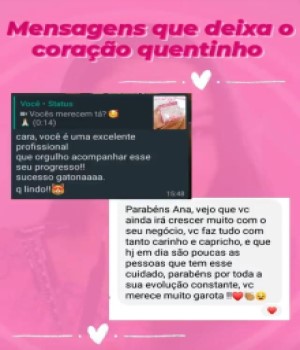 Mensagens que deixa o
coração quentinho
Você • Status
Vocês merecem tá? 🥰
(0:14)
cara, você é uma excelente
profissional
que orgulho acompanhar esse
seu progresso!!
sucesso gatonaaaa.
q lindo!!😻
15:48
Parabéns Ana, vejo que vc
ainda irá crescer muito com o
seu negócio, vc faz tudo com
tanto carinho e capricho, e que
hj em dia são poucas as
pessoas que tem esse
cuidado, parabéns por toda a
sua evolução constante, vc
merece muito garota !!❤️👏😉